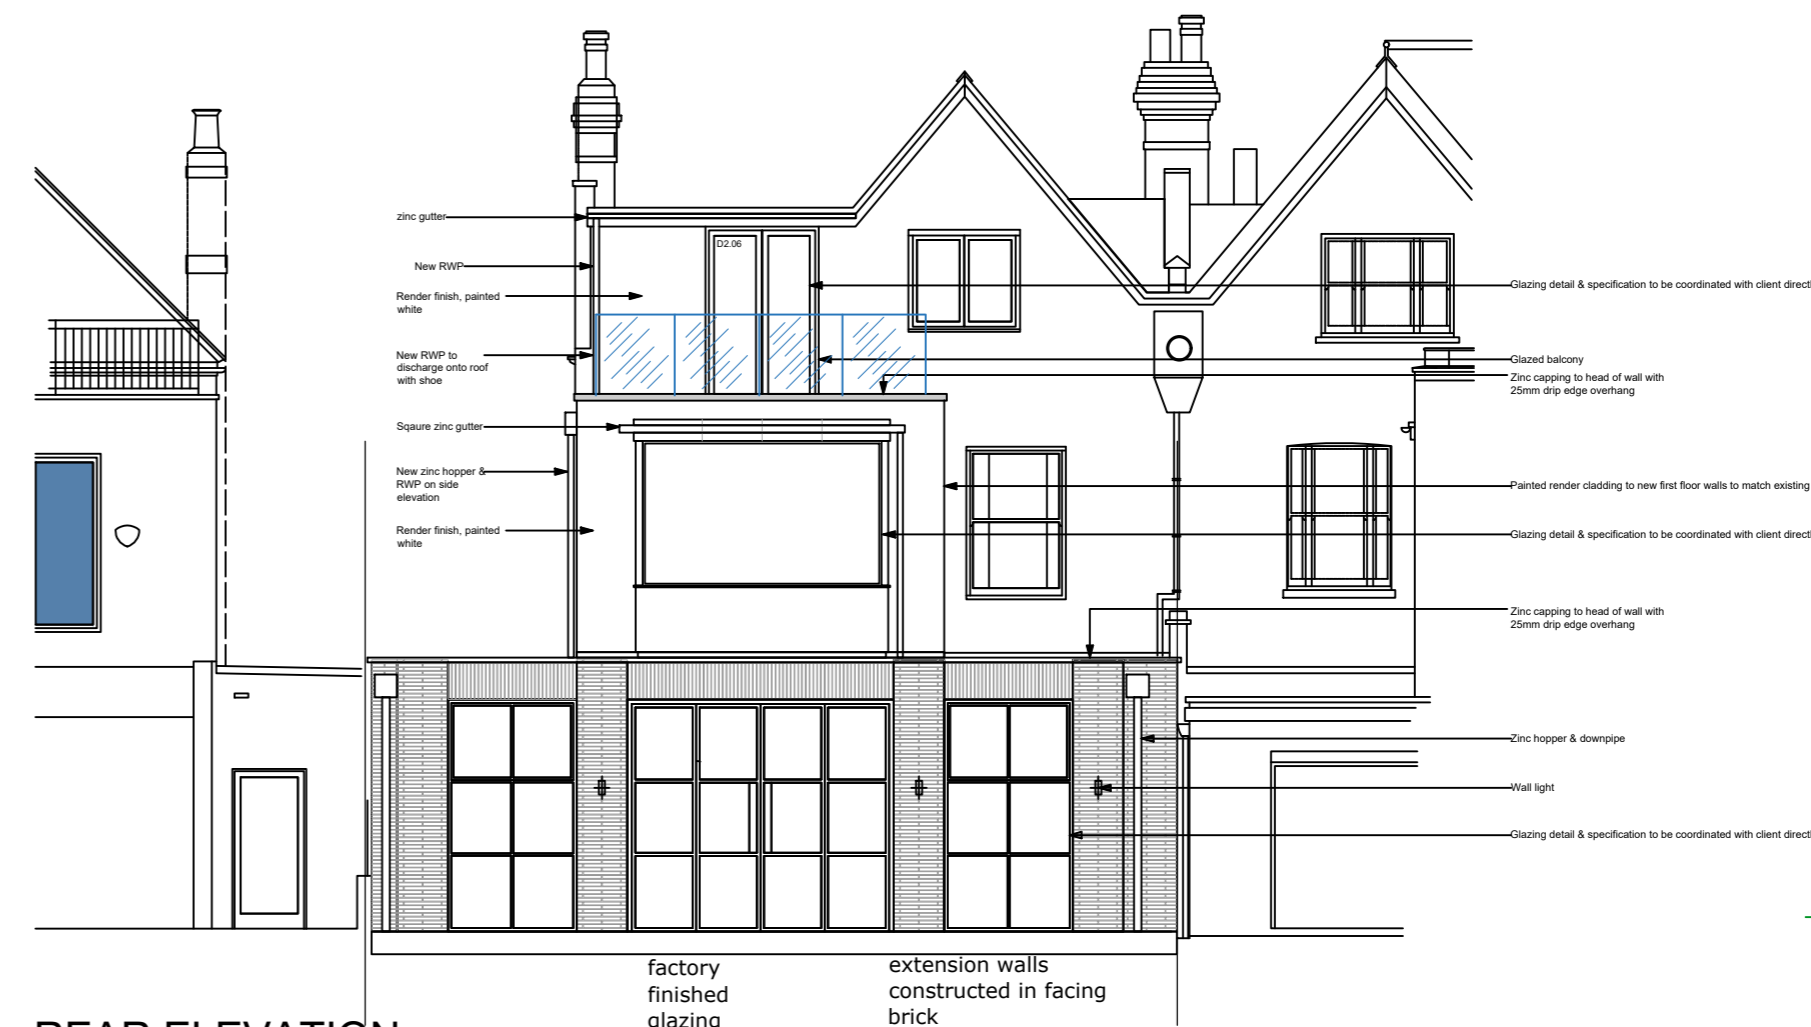 zinc gutter
New RWP
Render finish, painted
white
New RWP to
discharge onto roof
with shoe
Sqaure zinc gutter
New zinc hopper &
RWP on side
elevation
Render finish, painted
white
D2.06
Glazing detail & specification to be coordinated with client direct
Glazed balcony
Zinc capping to head of wall with
25mm drip edge overhang
Painted render cladding to new first floor walls to match existing
Glazing detail & specification to be coordinated with client direct
Zinc capping to head of wall with
25mm drip edge overhang
Zinc hopper & downpipe
Wall light
Glazing detail & specification to be coordinated with client direct
factory
finished
glazing
extension walls
constructed in facing
brick
REAR ELEVATION